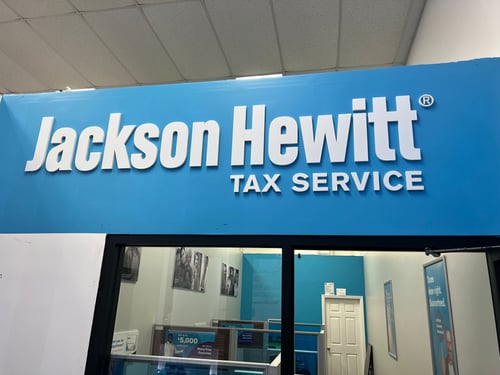 Jackson Hewitt®
TAX SERVICE
$5,000